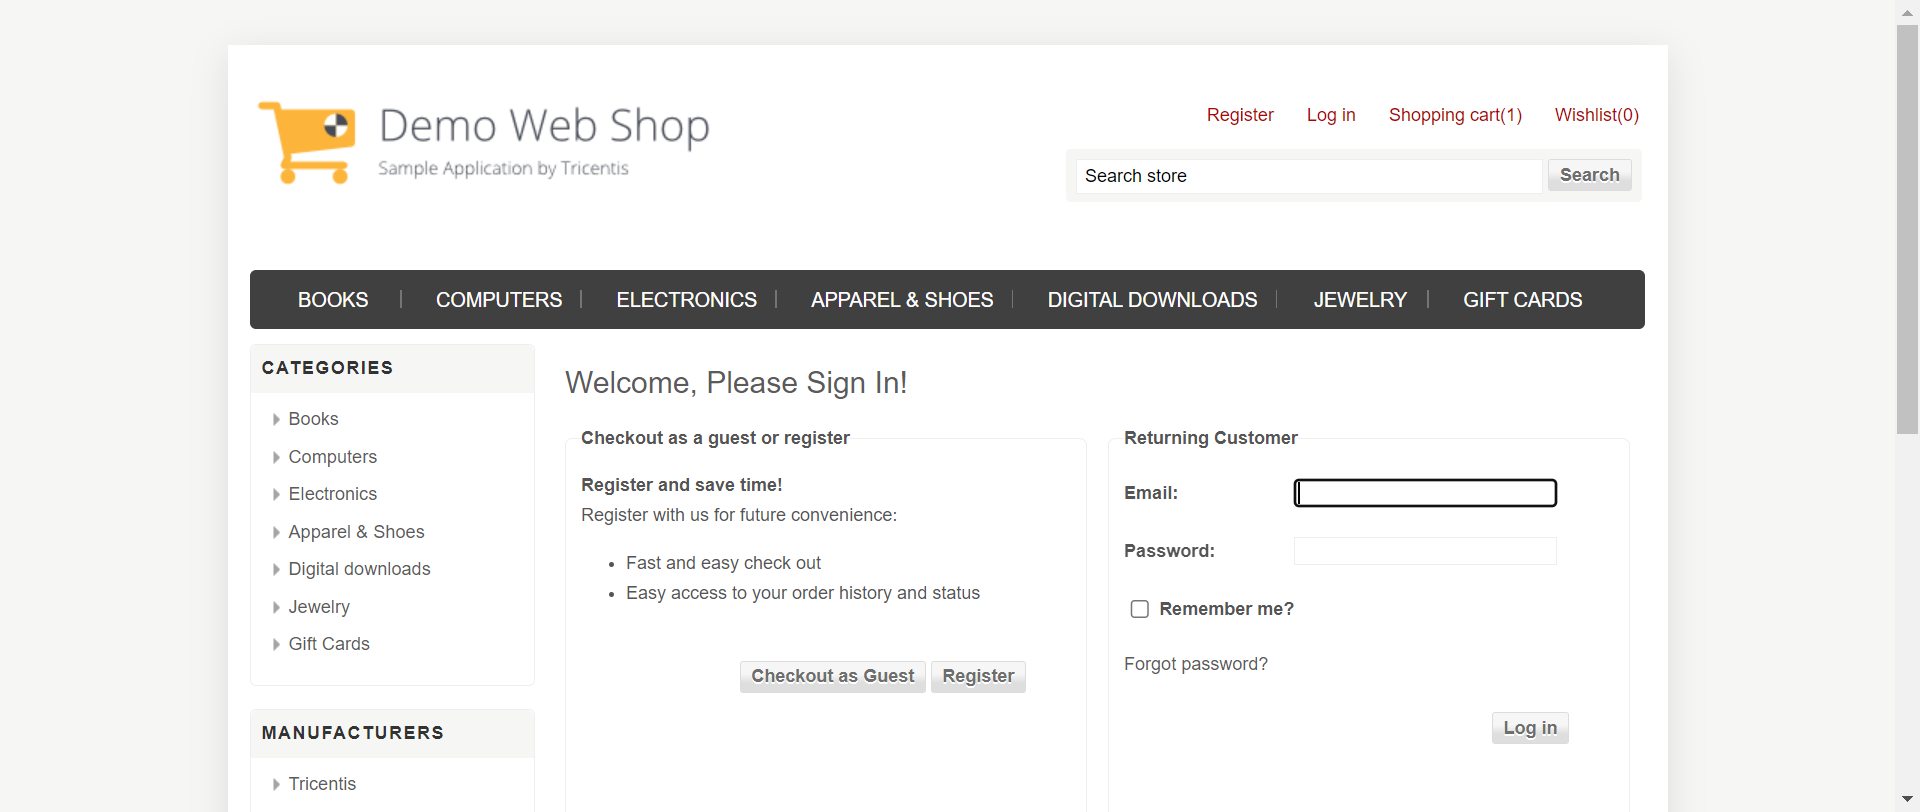 Demo Web Shop
Sample Application by Tricentis
Register Log in Shopping cart(1) Wishlist(0)
Search store Search
BOOKS COMPUTERS ELECTRONICS APPAREL & SHOES DIGITAL DOWNLOADS JEWELRY GIFT CARDS
CATEGORIES
Books
Computers
Electronics
Apparel & Shoes
Digital downloads
Jewelry
Gift Cards
MANUFACTURERS
Tricentis
Welcome, Please Sign In!
Checkout as a guest or register
Register and save time!
Register with us for future convenience:
Fast and easy check out
Easy access to your order history and status
Checkout as Guest Register
Returning Customer
Email:
Password:
Remember me?
Forgot password?
Log in